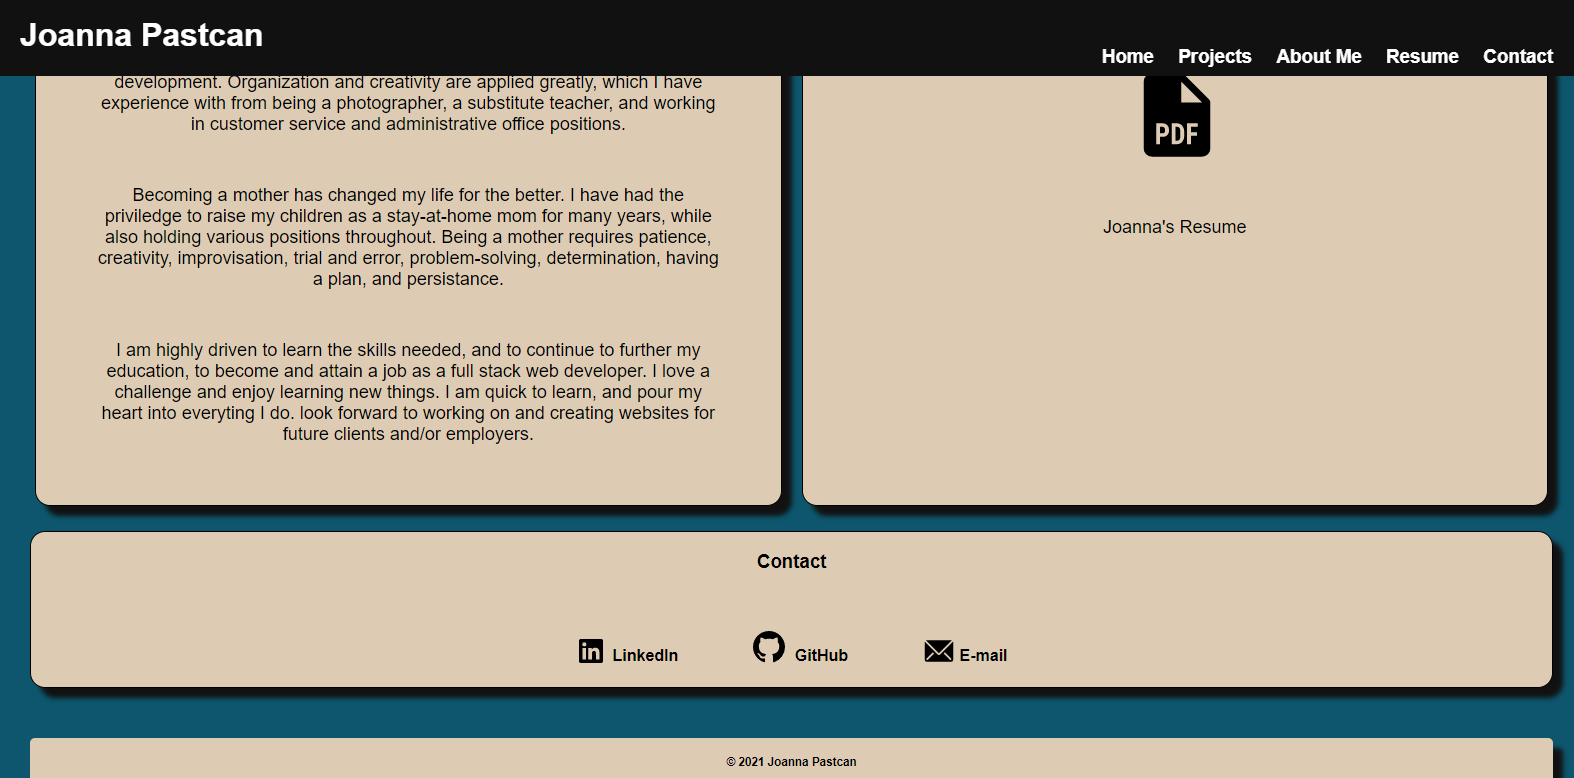 Joanna Pastcan
Home Projects About Me Resume Contact
development. Organization and creativity are applied greatly, which I have
experience with from being a photographer, a substitute teacher, and working
in customer service and administrative office positions.
Becoming a mother has changed my life for the better. I have had the
priviledge to raise my children as a stay-at-home mom for many years, while
also holding various positions throughout. Being a mother requires patience,
creativity, improvisation, trial and error, problem-solving, determination, having
a plan, and persistance.
I am highly driven to learn the skills needed, and to continue to further my
education, to become and attain a job as a full stack web developer. I love a
challenge and enjoy learning new things. I am quick to learn, and pour my
heart into everyting I do. look forward to working on and creating websites for
future clients and/or employers.
PDF
Joanna's Resume
Contact
in LinkedIn GitHub E-mail
© 2021 Joanna Pastcan